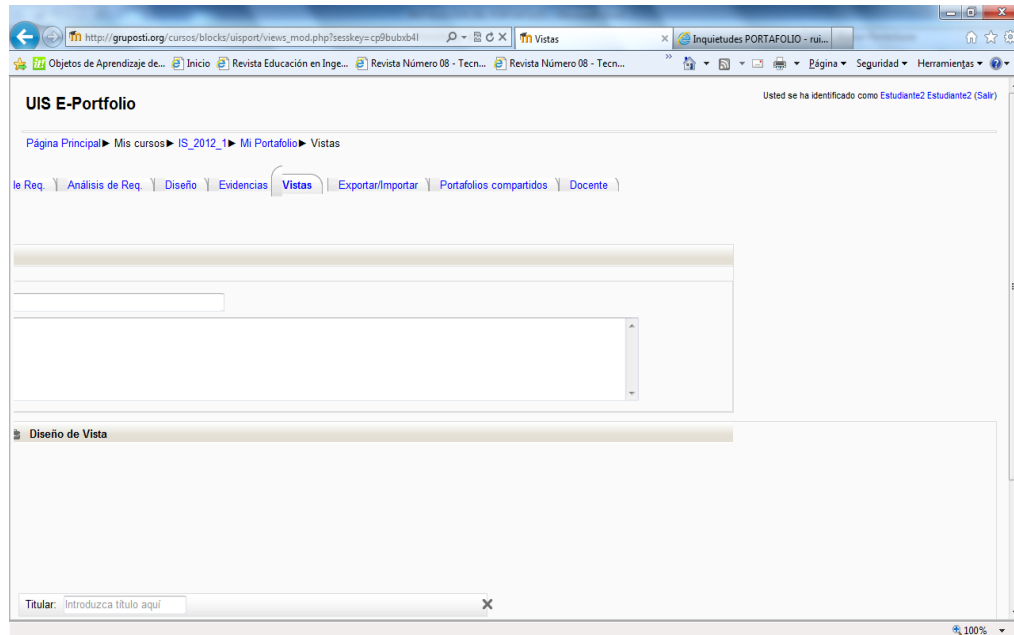 http://gruposti.org/cursos/blocks/uisport/views_mod.php?sesskey=cp9bubxb4l
Vistas
Inquietudes PORTAFOLIO - rui...
Objetos de Aprendizaje de...
Inicio
Revista Educación en Inge...
Revista Número 08 - Tecn...
Revista Número 08 - Tecn...
»
Página
Seguridad
Herramientas
UIS E-Portfolio
Usted se ha identificado como Estudiante2 Estudiante2 (Salir)
Página Principal► Mis cursos► IS_2012_1► Mi Portafolio► Vistas
le Req.
Análisis de Req.
Diseño
Evidencias
Vistas
Exportar/Importar
Portafolios compartidos
Docente
Diseño de Vista
Titular: Introduzca título aquí
100%